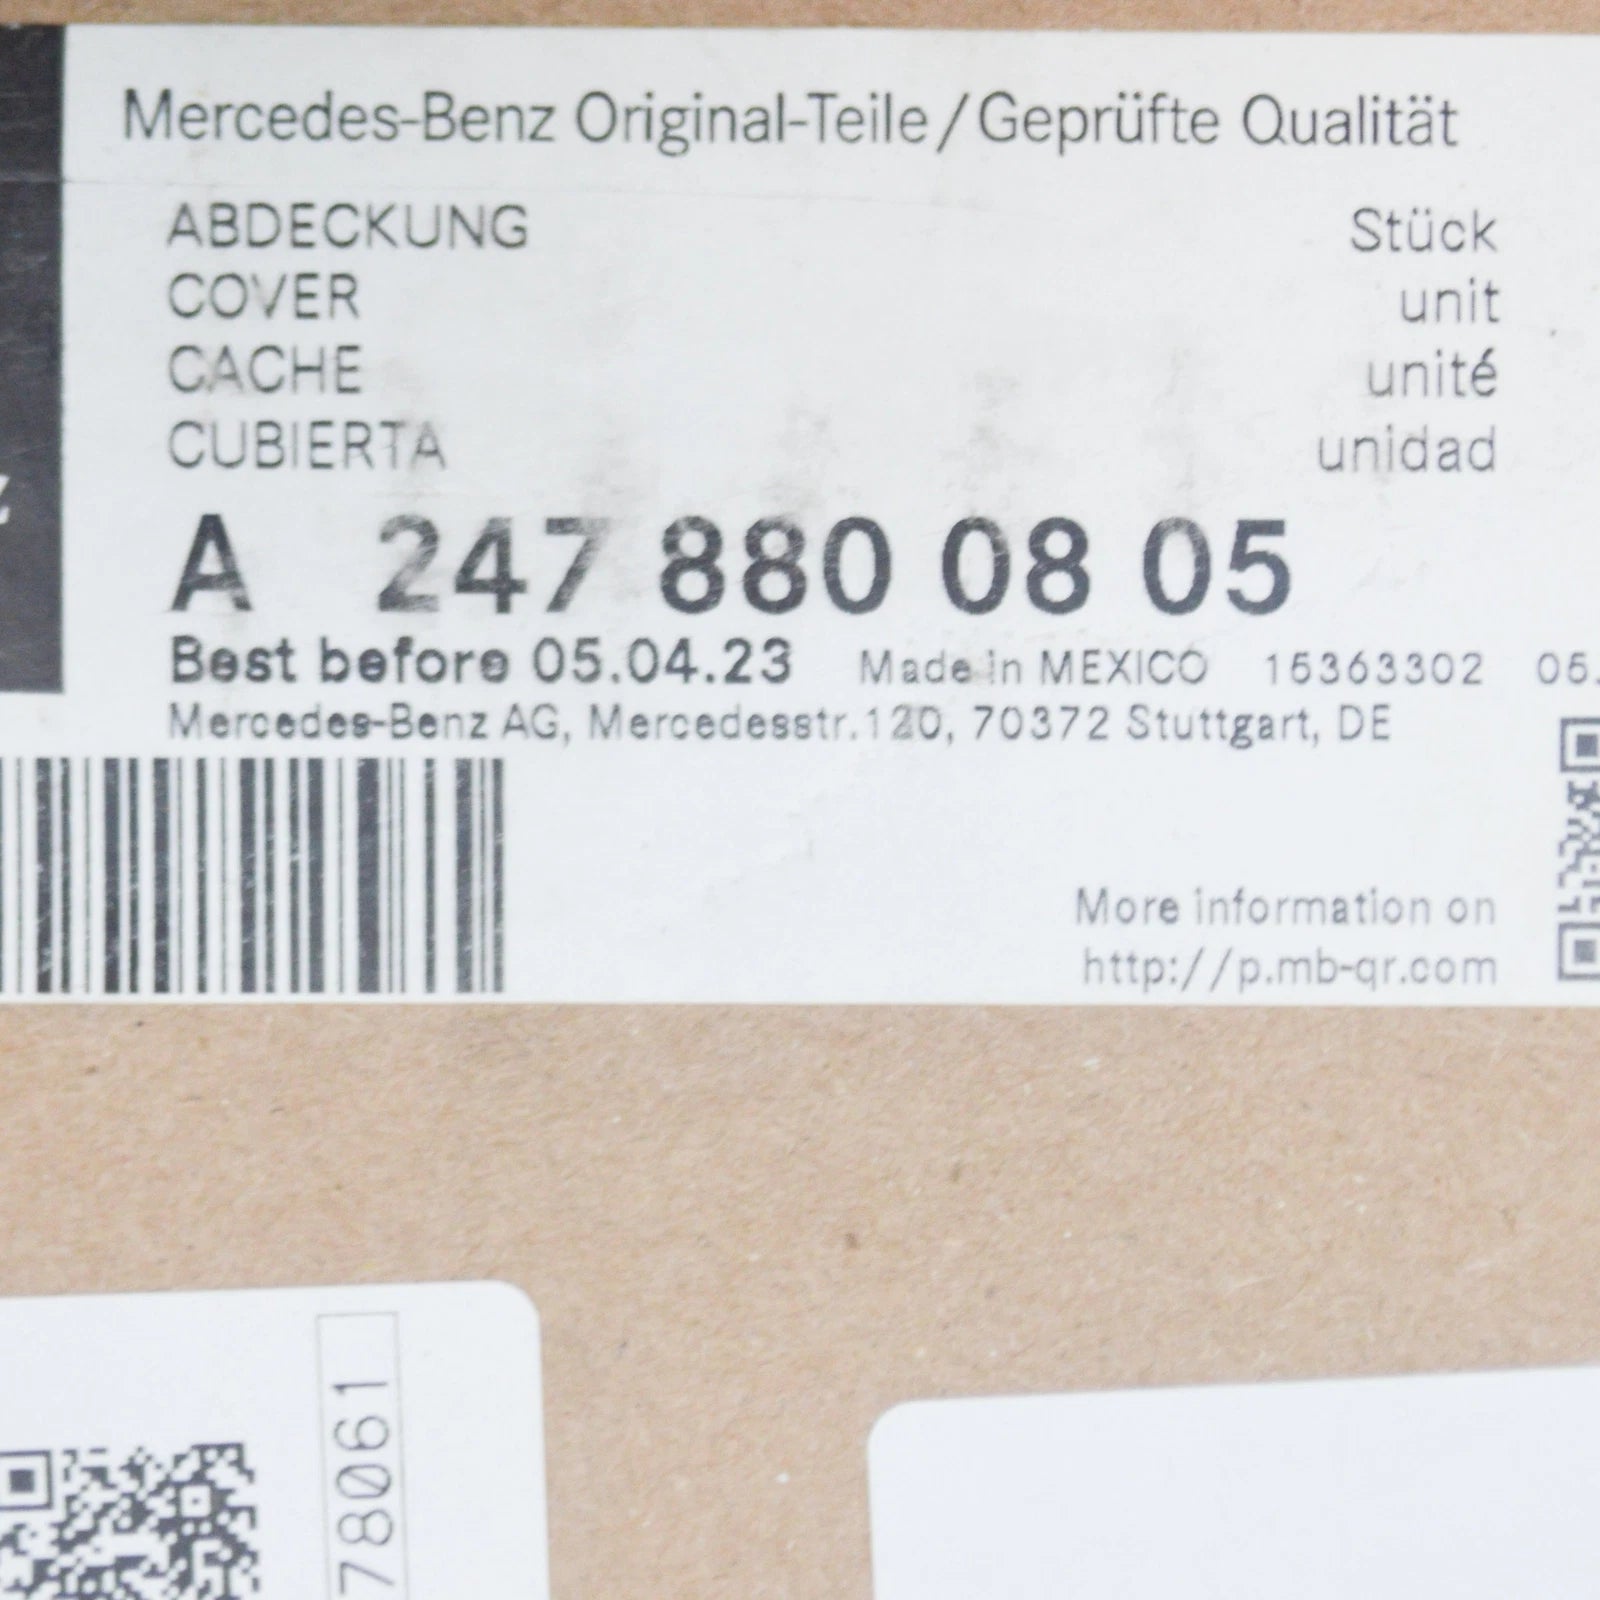 Mercedes-Benz Original-Teile/Geprüfte Qualität
ABDECKUNG Stück
COVER unit
CACHE unité
CUBIERTA unidad
A 247 880 08 05
Best before 05.04.23 Made in MEXICO 15363302 05.
Mercedes-Benz AG, Mercedesstr.120, 70372 Stuttgart, DE
More information on
http://p.mb-qr.com
78061